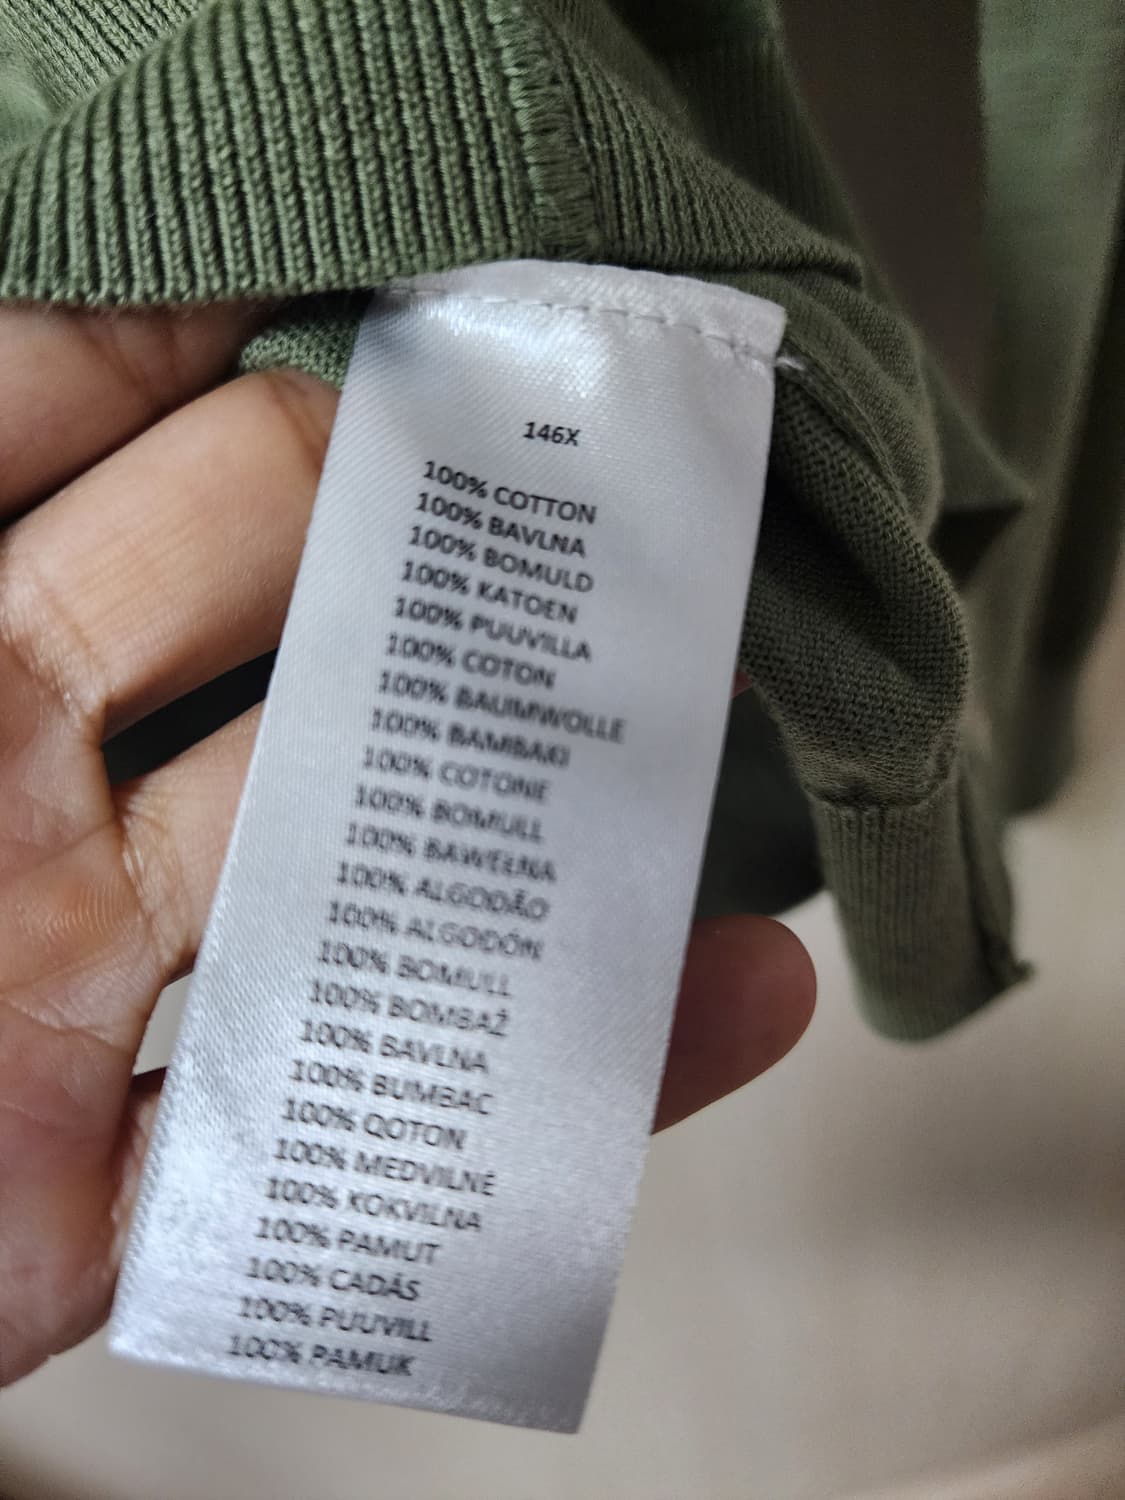 146X
100% COTTON
100% BAVLNA
100% BOMULD
100% KATOEN
100% PUUVILLA
100% COTON
100% BAUMWOLLE
100% BAMBAKI
100% COTONE
100% BOMULL
100% BAWEŁNA
100% ALGODÃO
100% ALGODÓN
100% BOMULL
100% BOMBAŽ
100% BAVLNA
100% BUMBAC
100% QOTON
100% MEDVILNĖ
100% KOKVILNA
100% PAMUT
100% CADÁS
100% PUUVILL
100% PAMUK